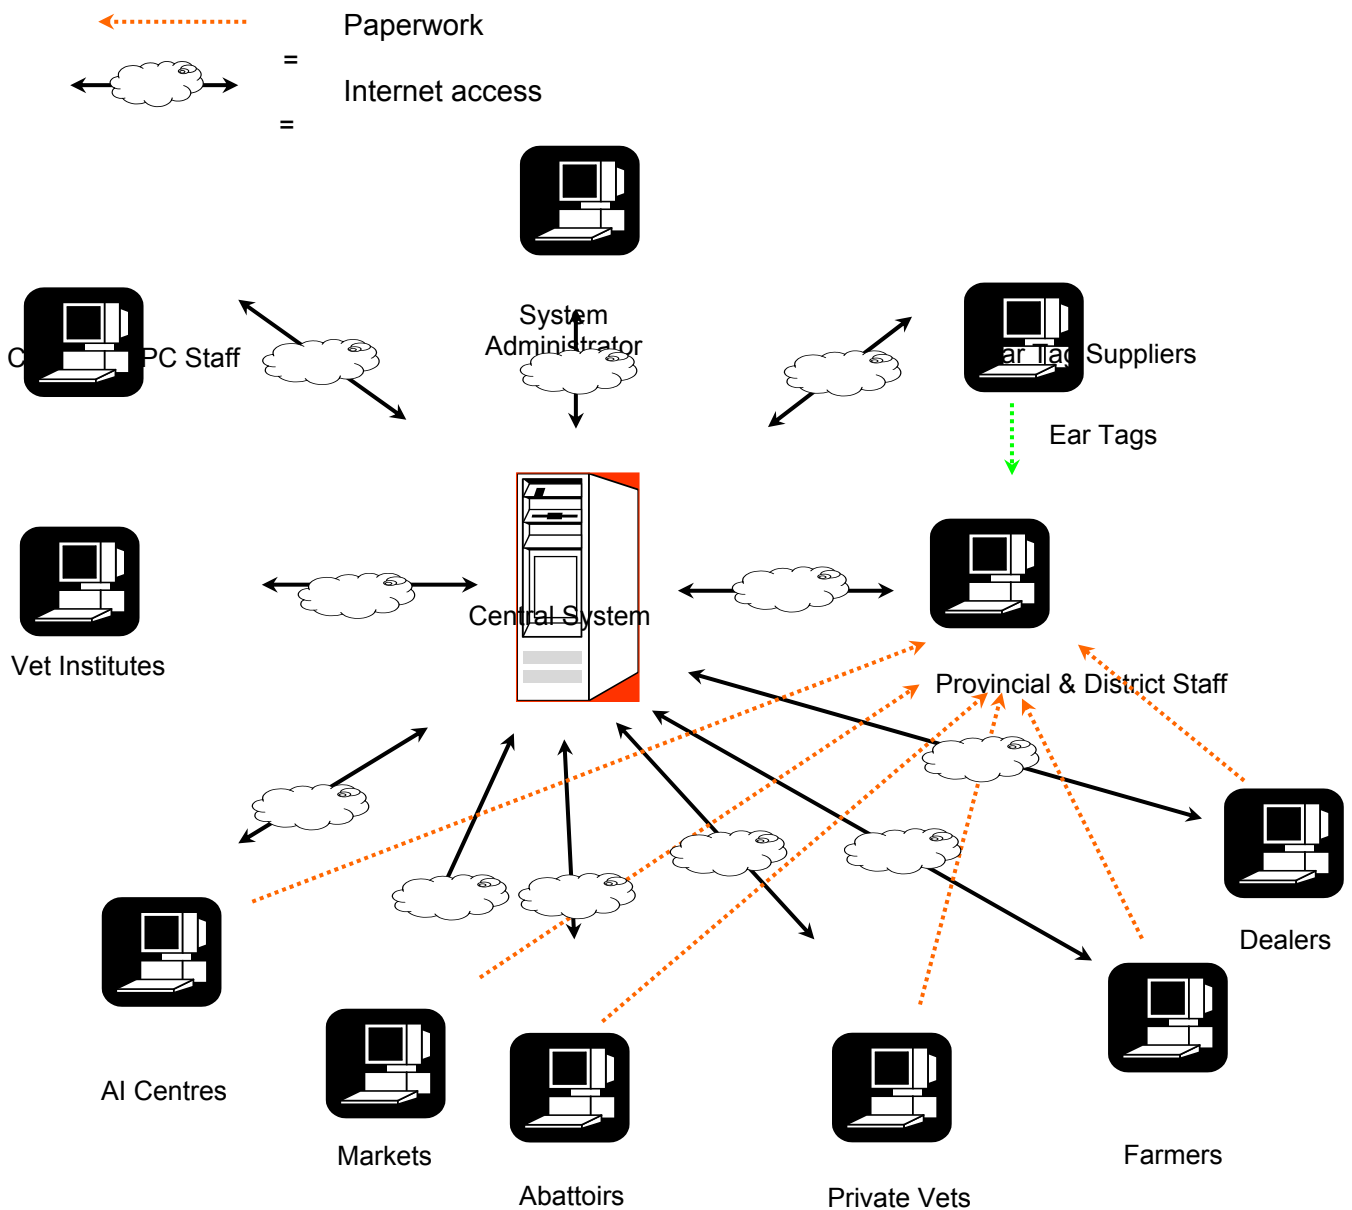 Paperwork
=
Internet access
=
System
Administrator
PC Staff
Suppliers
Ear Tags
Central System
Vet Institutes
Provincial & District Staff
Dealers
AI Centres
Markets
Farmers
Abattoirs
Private Vets